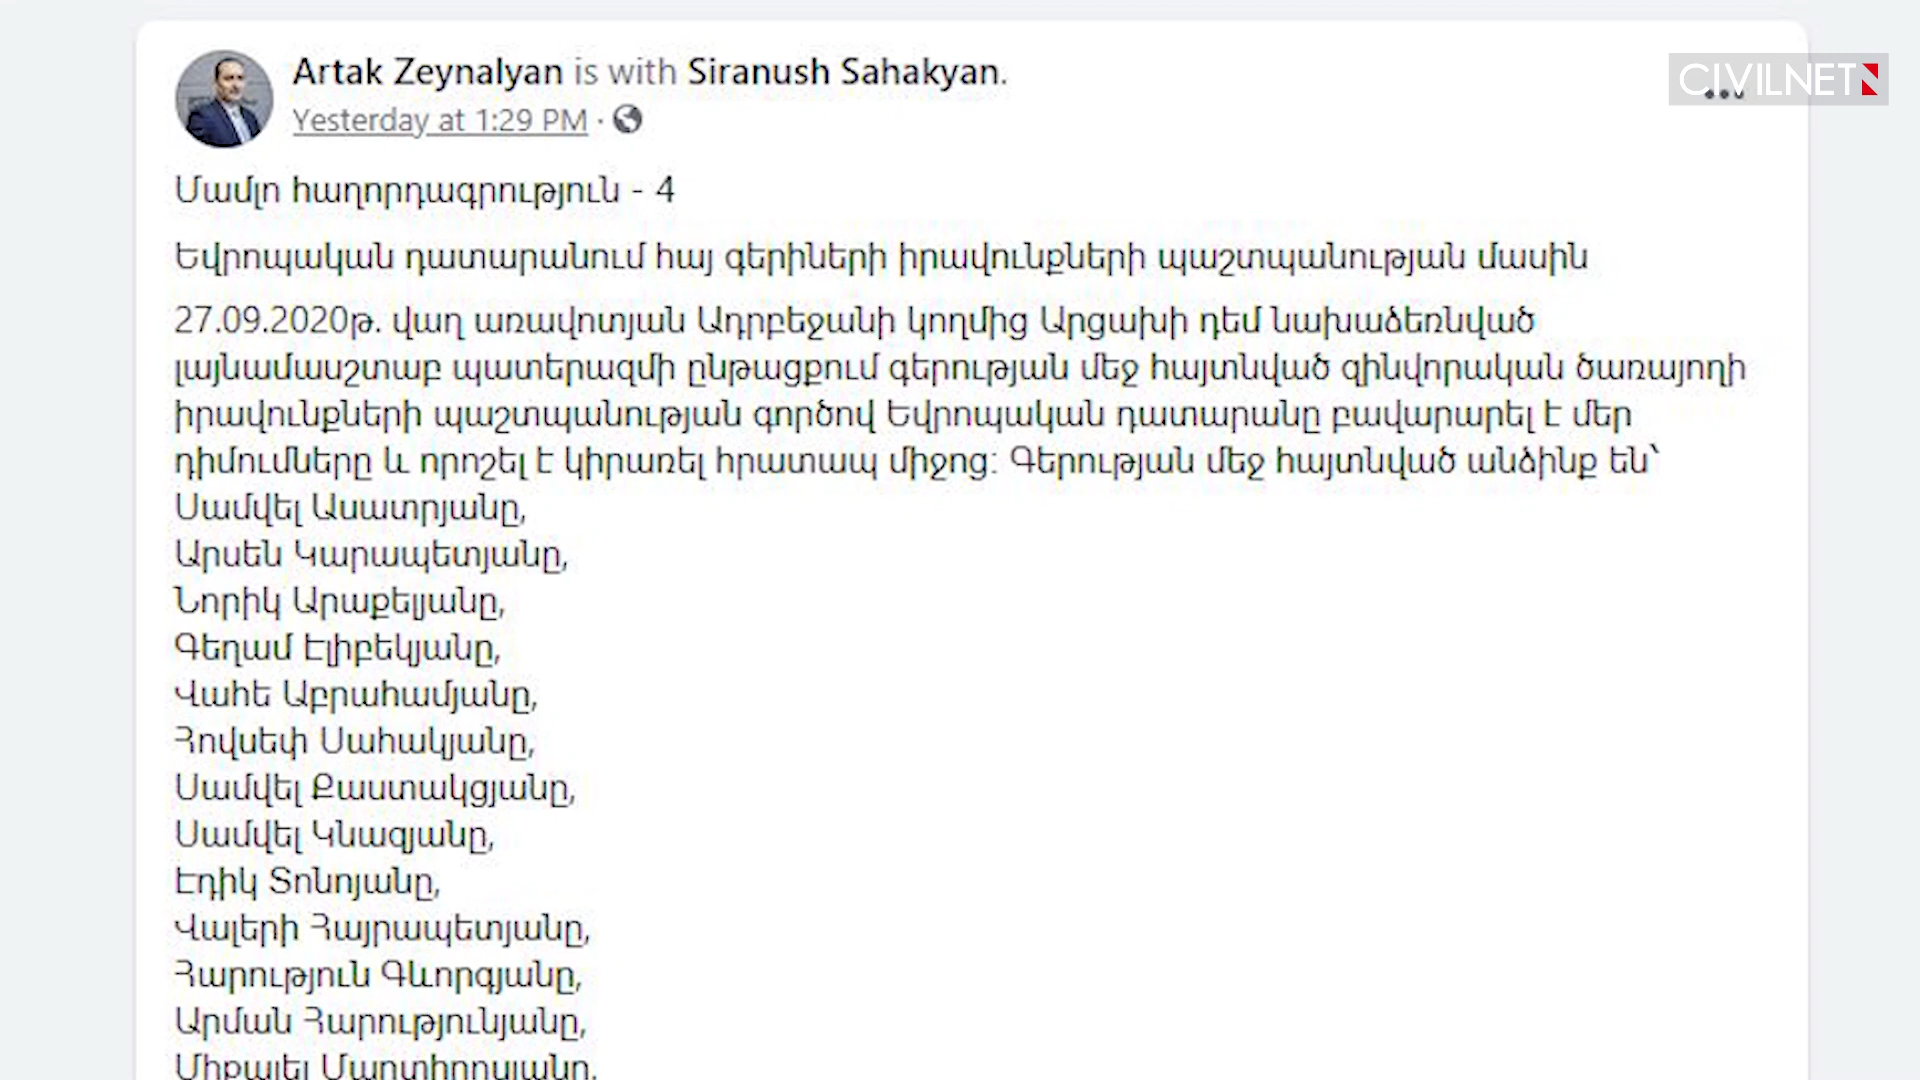 Artak Zeynalyan is with Siranush Sahakyan.
Yesterday at 1:29 PM ·
CIVILNET
Մամլո հաղորդագրություն - 4
Եվրոպական դատարանում հայ գերիների իրավունքների պաշտպանության մասին
27.09.2020թ. վաղ առավոտյան Ադրբեջանի կողմից Արցախի դեմ նախաձեռնված
լայնամասշտաբ պատերազմի ընթացքում գերության մեջ հայտնված զինվորական ծառայողի
իրավունքների պաշտպանության գործով Եվրոպական դատարանը բավարարել է մեր
դիմումները և որոշել է կիրառել հրատապ միջոց: Գերության մեջ հայտնված անձինք են՝
Սամվել Ասատրյանը,
Արսեն Կարապետյանը,
Նորիկ Արաքելյանը,
Գեղամ Էլիբեկյանը,
Վահե Աբրահամյանը,
Հովսեփ Սահակյանը,
Սամվել Քաստակցյանը,
Սամվել Կնազյանը,
Էդիկ Տոնոյանը,
Վալերի Հայրապետյանը,
Հարություն Գևորգյանը,
Արման Հարությունյանը,
Միքայել Մարտիրոսյանը,